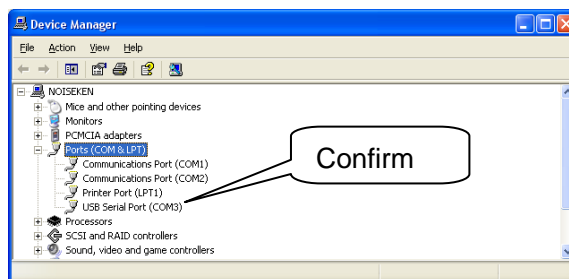 Device Manager
File Action View Help
NOISEKEN
Mice and other pointing devices
Monitors
PCMCIA adapters
Ports (COM & LPT)
Communications Port (COM1)
Communications Port (COM2)
Printer Port (LPT1)
USB Serial Port (COM3)
Processors
SCSI and RAID controllers
Sound, video and game controllers
Confirm